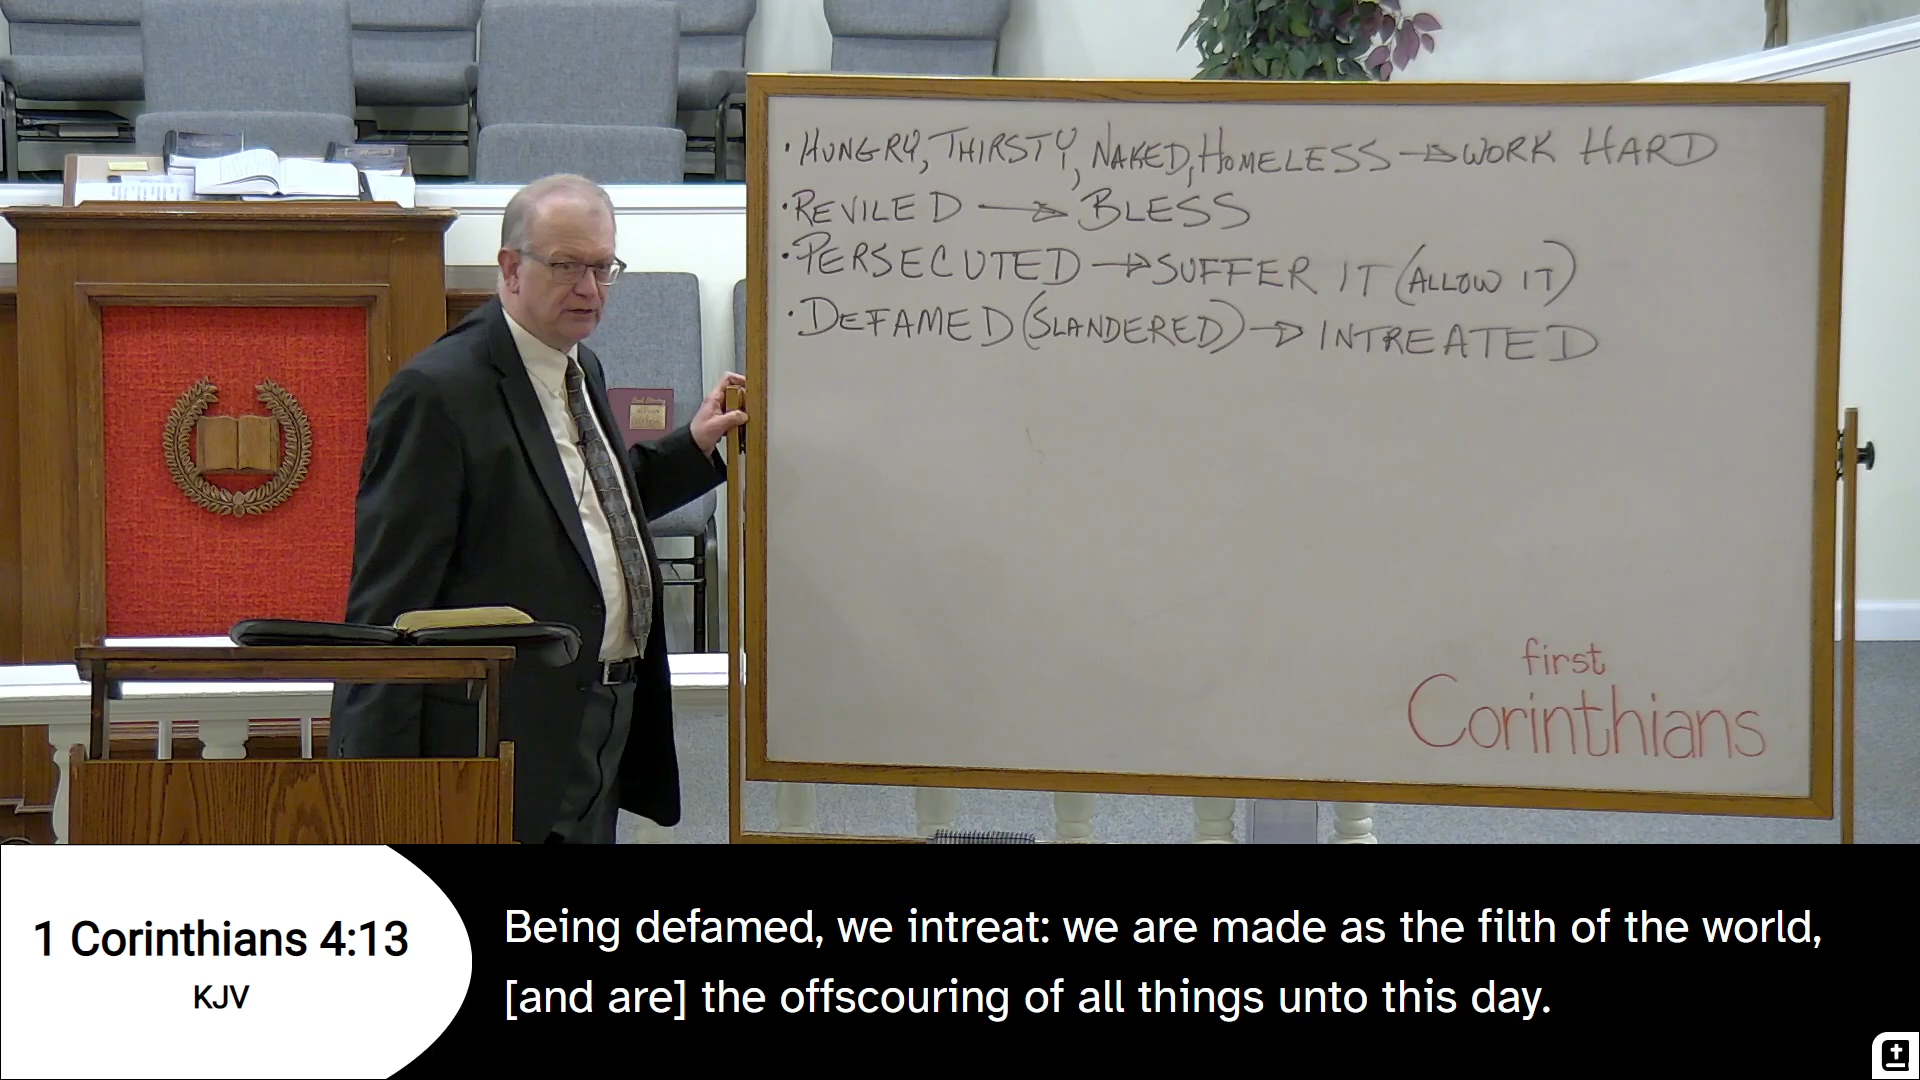 • HUNGRY, THIRSTY, NAKED, HOMELESS → WORK HARD
• REVILED → BLESS
• PERSECUTED → SUFFER IT (ALLOW IT)
• DEFAMED (SLANDERED) → INTREATED
first
Corinthians
1 Corinthians 4:13
KJV
Being defamed, we intreat: we are made as the filth of the world,
[and are] the offscouring of all things unto this day.